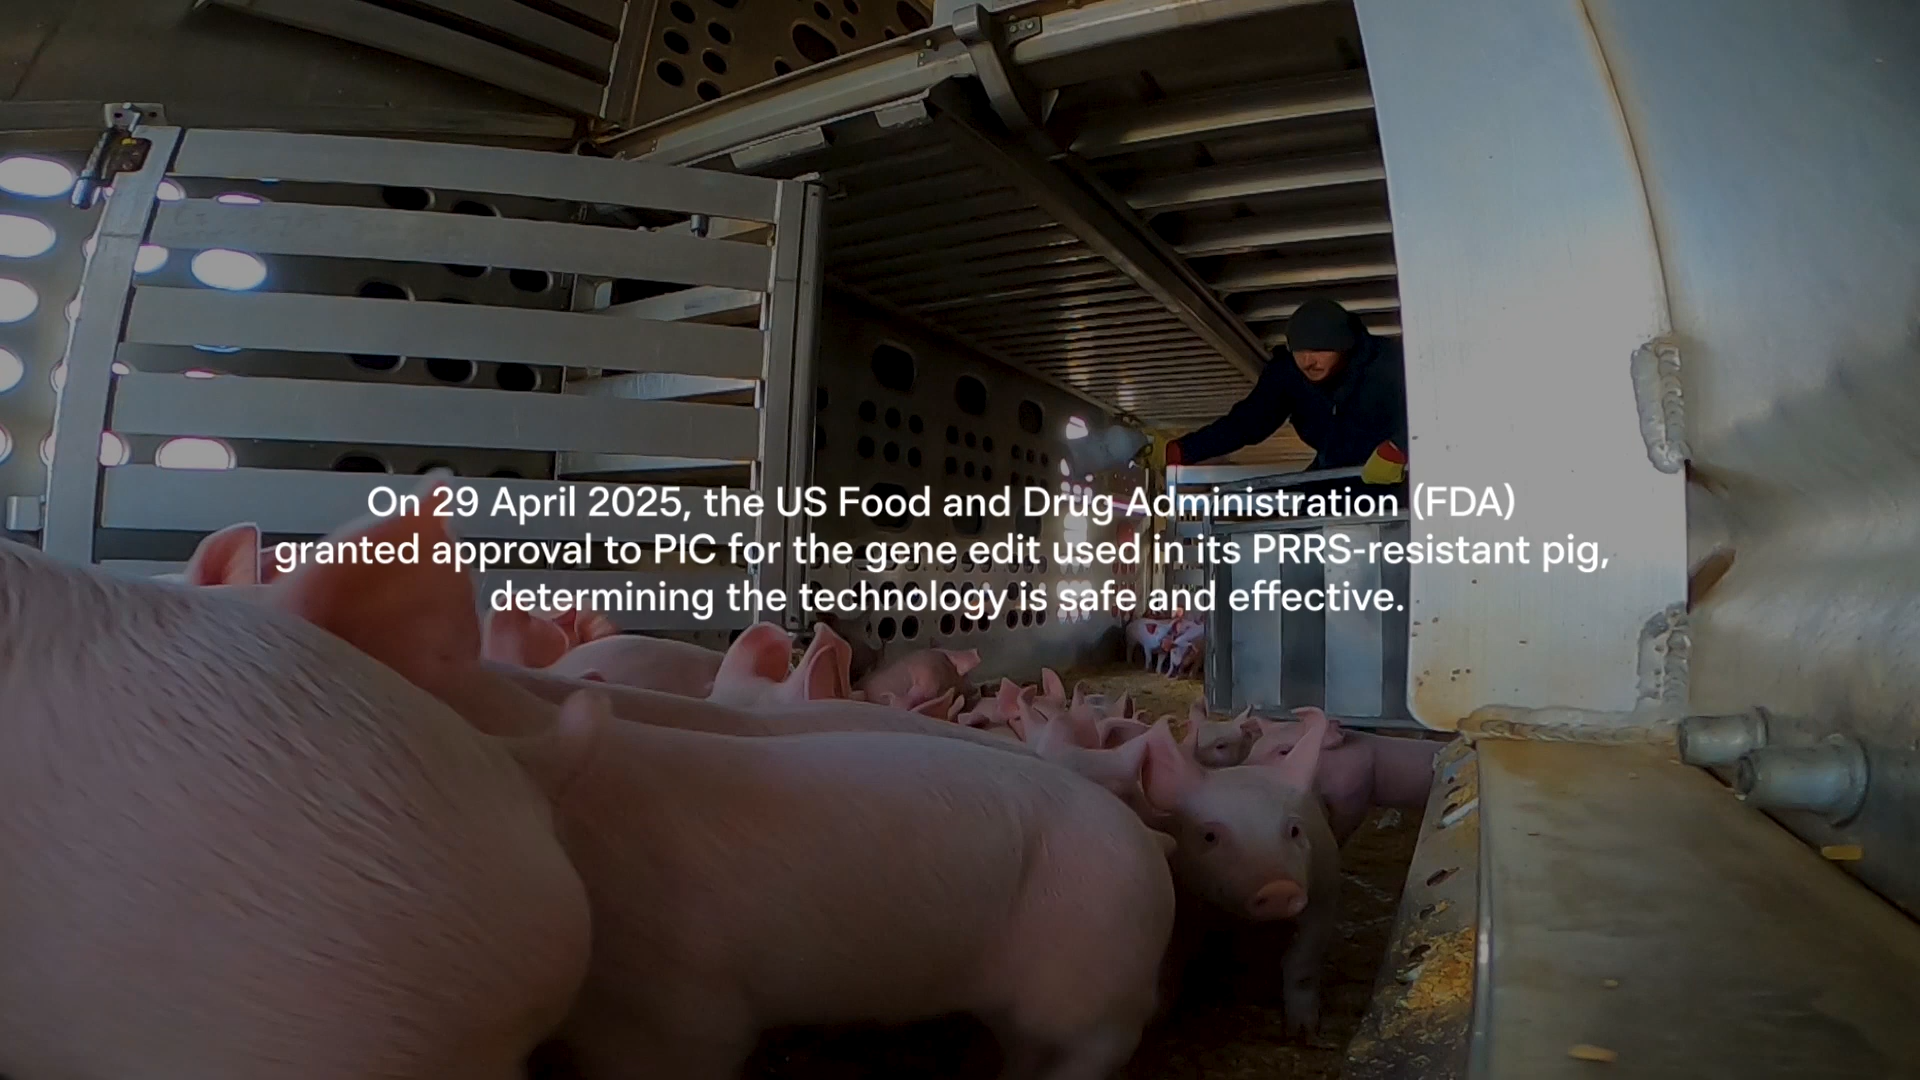 On 29 April 2025, the US Food and Drug Administration (FDA)
granted approval to PIC for the gene edit used in its PRRS-resistant pig,
determining the technology is safe and effective.